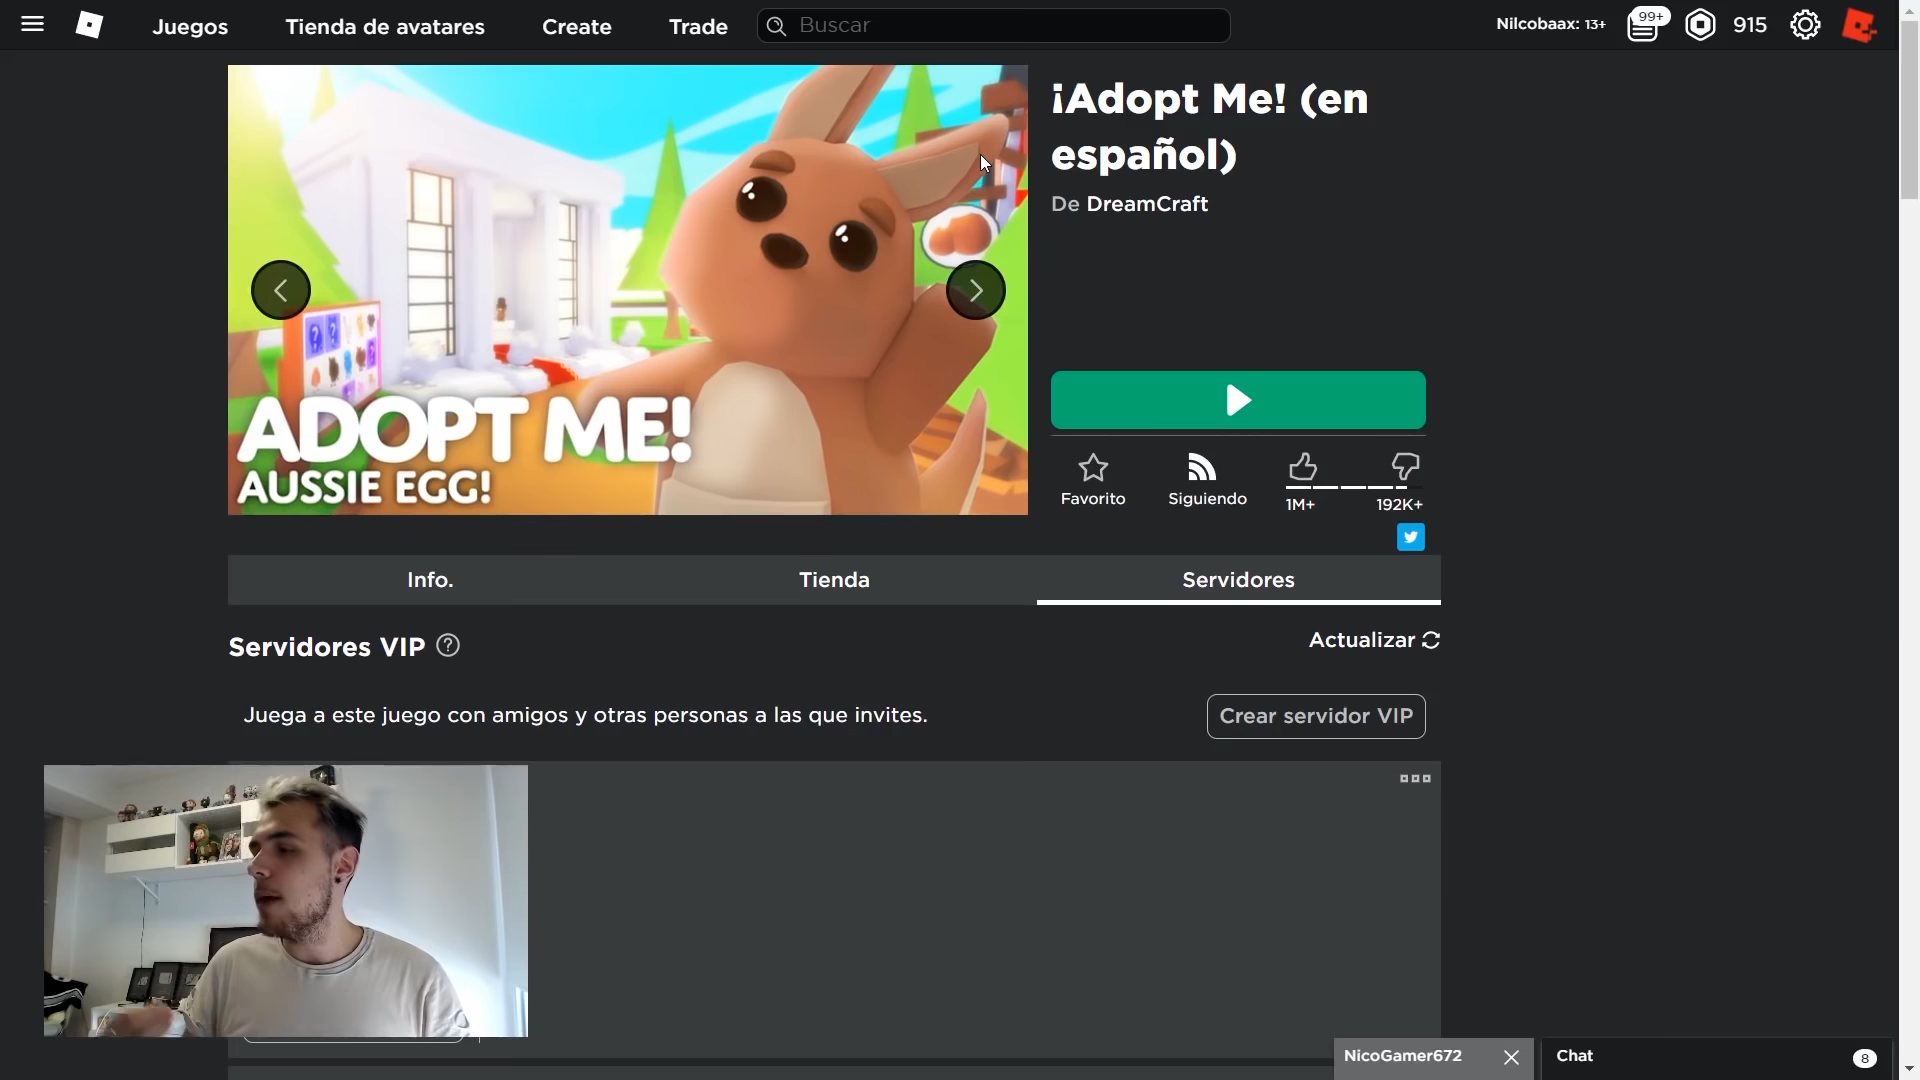 Juegos
Tienda de avatares
Create
Trade
Buscar
Nilcobaax: 13+
99+
915
ADOPT ME!
AUSSIE EGG!
¡Adopt Me! (en
español)
De DreamCraft
Favorito
Siguiendo
1M+
192K+
Info.
Tienda
Servidores
Servidores VIP
Actualizar
Juega a este juego con amigos y otras personas a las que invites.
Crear servidor VIP
NicoGamer672
Chat
8